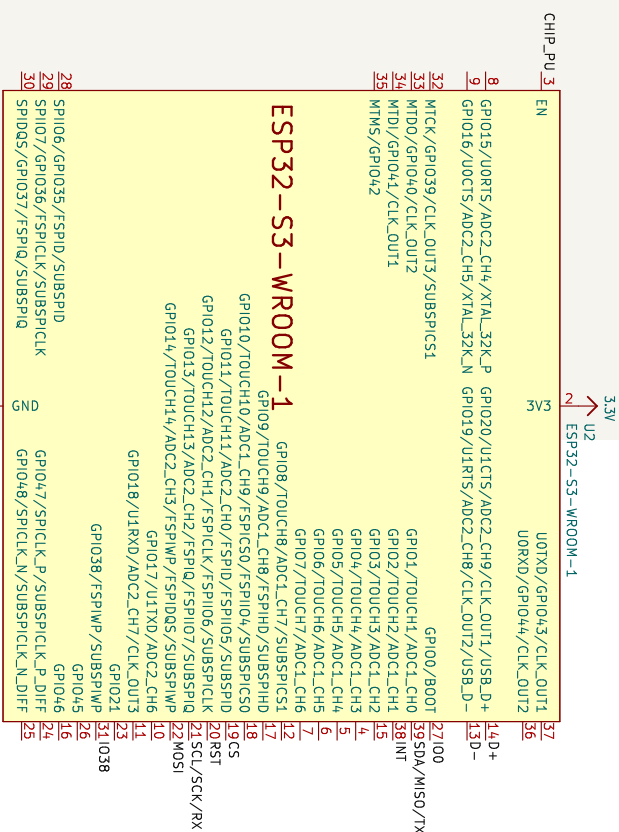 3.3V
U2
ESP32-S3-WROOM-1
2
3V3
CHIP_PU 3 EN U0TXD/GPIO43/CLK_OUT1 37
U0RXD/GPIO44/CLK_OUT2 36
8 GPIO15/U0RTS/ADC2_CH4/XTAL_32K_P GPIO20/U1CTS/ADC2_CH9/CLK_OUT1/USB_D+ 14 D+
9 GPIO16/U0CTS/ADC2_CH5/XTAL_32K_N GPIO19/U1RTS/ADC2_CH8/CLK_OUT2/USB_D- 13 D-
32 MTCK/GPIO39/CLK_OUT3/SUBSPICS1 GPIO0/BOOT 27 IO0
33 MTDO/GPIO40/CLK_OUT2 GPIO1/TOUCH1/ADC1_CH0 39 SDA/MISO/TX
34 MTDI/GPIO41/CLK_OUT1 GPIO2/TOUCH2/ADC1_CH1 38 INT
35 MTMS/GPIO42 GPIO3/TOUCH3/ADC1_CH2 15
GPIO4/TOUCH4/ADC1_CH3 4
GPIO5/TOUCH5/ADC1_CH4 5
GPIO6/TOUCH6/ADC1_CH5 6
GPIO7/TOUCH7/ADC1_CH6 7
ESP32-S3-WROOM-1
GPIO8/TOUCH8/ADC1_CH7/SUBSPICS1 12
GPIO9/TOUCH9/ADC1_CH8/FSPIHD/SUBSPIHD 17
GPIO10/TOUCH10/ADC1_CH9/FSPICS0/FSPIIO4/SUBSPICS0 18
GPIO11/TOUCH11/ADC2_CH0/FSPID/FSPIIO5/SUBSPID 19 CS
GPIO12/TOUCH12/ADC2_CH1/FSPICLK/FSPIIO6/SUBSPICLK 20 RST
GPIO13/TOUCH13/ADC2_CH2/FSPIQ/FSPIIO7/SUBSPIQ 21 SCL/SCK/RX
GPIO14/TOUCH14/ADC2_CH3/FSPIWP/FSPIDQS/SUBSPIWP 22 MOSI
GPIO17/U1TXD/ADC2_CH6 10
GPIO18/U1RXD/ADC2_CH7/CLK_OUT3 11
GPIO21 23
GPIO38/FSPIWP/SUBSPIWP 31 IO38
GPIO45 26
28 SPIIO6/GPIO35/FSPID/SUBSPID GPIO46 16
29 SPIIO7/GPIO36/FSPICLK/SUBSPICLK GPIO47/SPICLK_P/SUBSPICLK_P_DIFF 24
30 SPIDQS/GPIO37/FSPIQ/SUBSPIQ GPIO48/SPICLK_N/SUBSPICLK_N_DIFF 25
GND